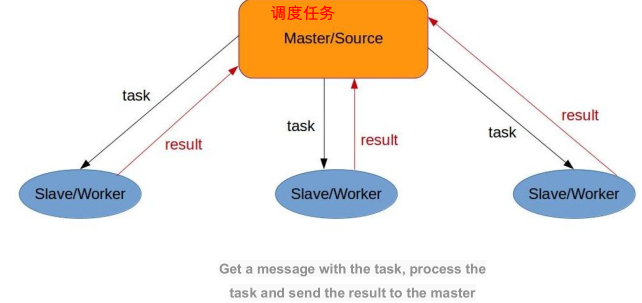 调度任务
Master/Source
task
result
task
result
task
result
Slave/Worker
Slave/Worker
Slave/Worker
Get a message with the task, process the
task and send the result to the master